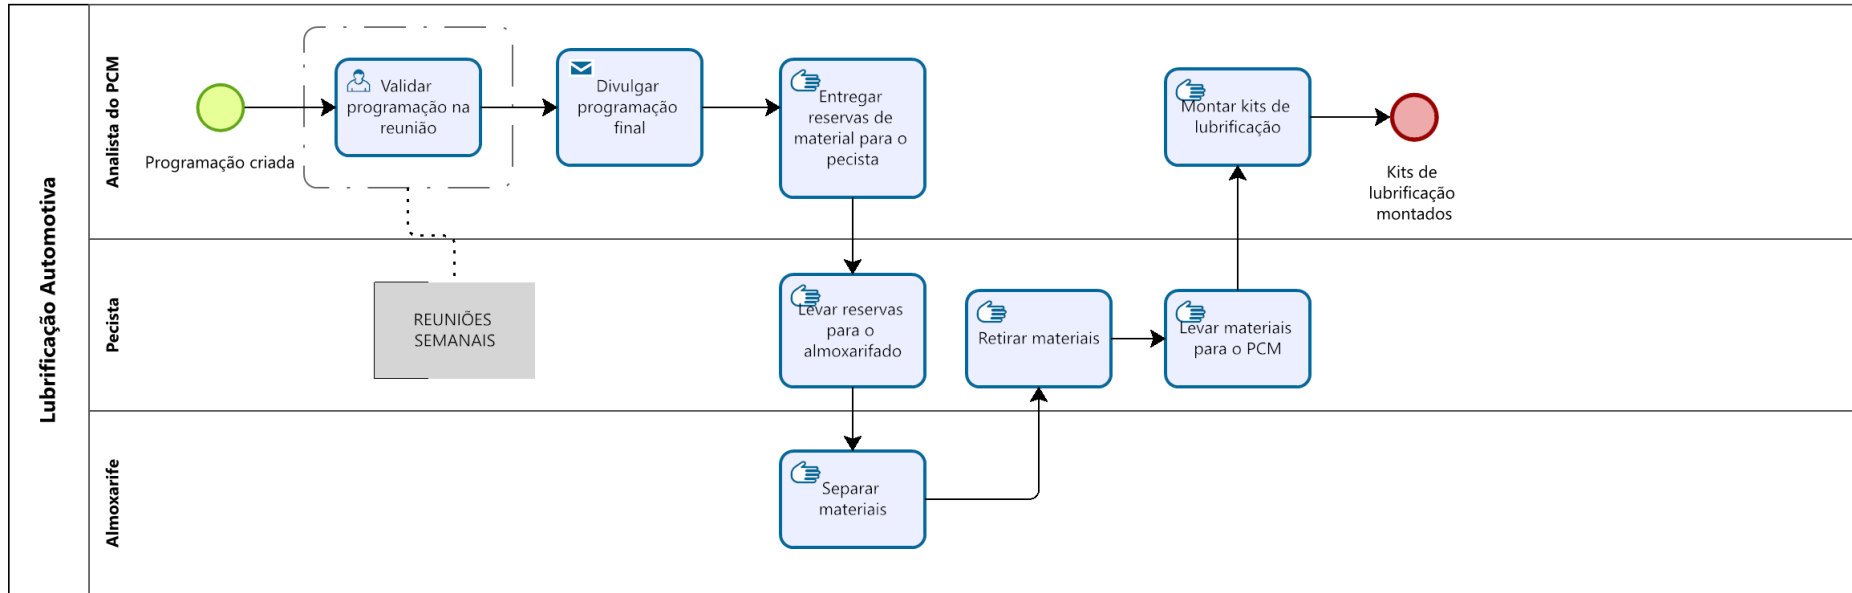 Lubrificação Automotiva
Analista do PCM
Programação criada
Validar
programação na
reunião
Divulgar
programação
final
Entregar
reservas de
material para o
pecista
Montar kits de
lubrificação
Kits de
lubrificação
montados
Pecista
REUNIÕES
SEMANAIS
Levar reservas
para o
almoxarifado
Retirar materiais
Levar materiais
para o PCM
Almoxarife
Separar
materiais